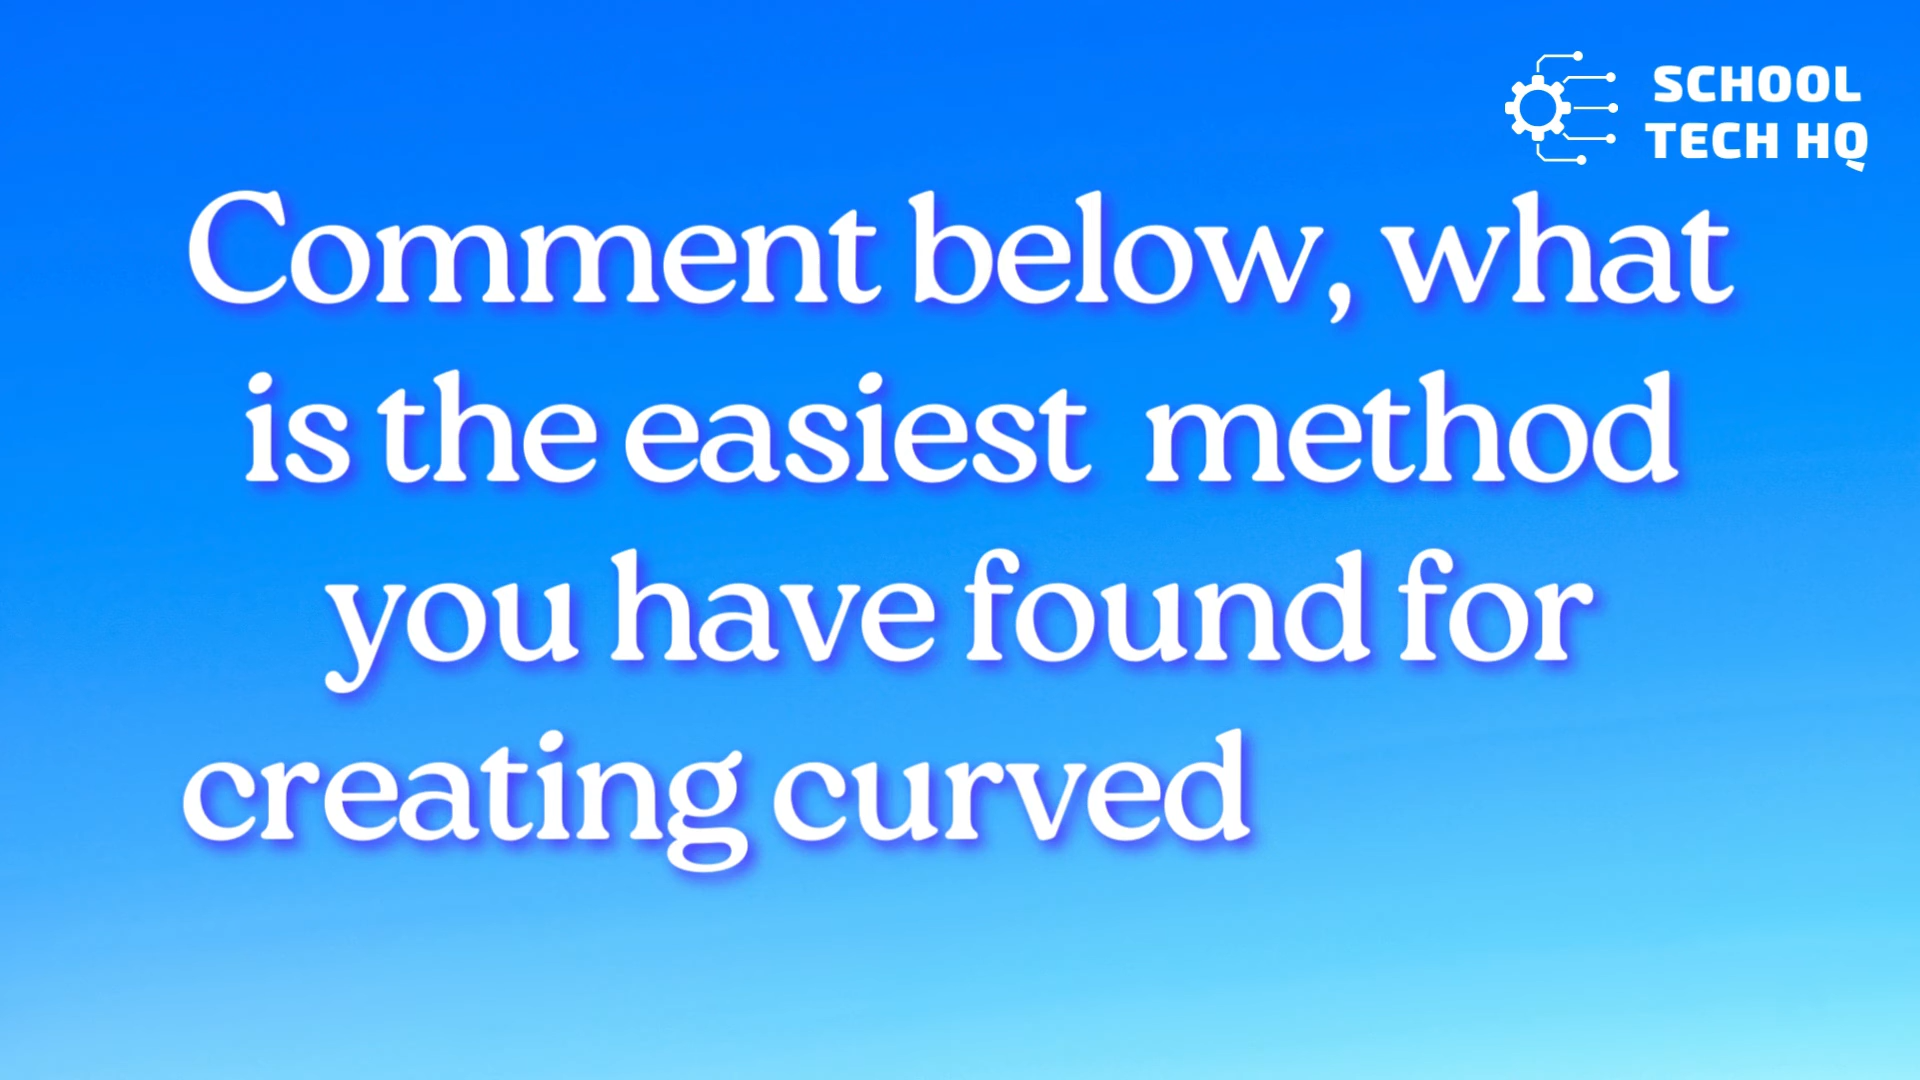 SCHOOL
TECH HQ
Comment below, what
is the easiest method
you have found for
creating curved